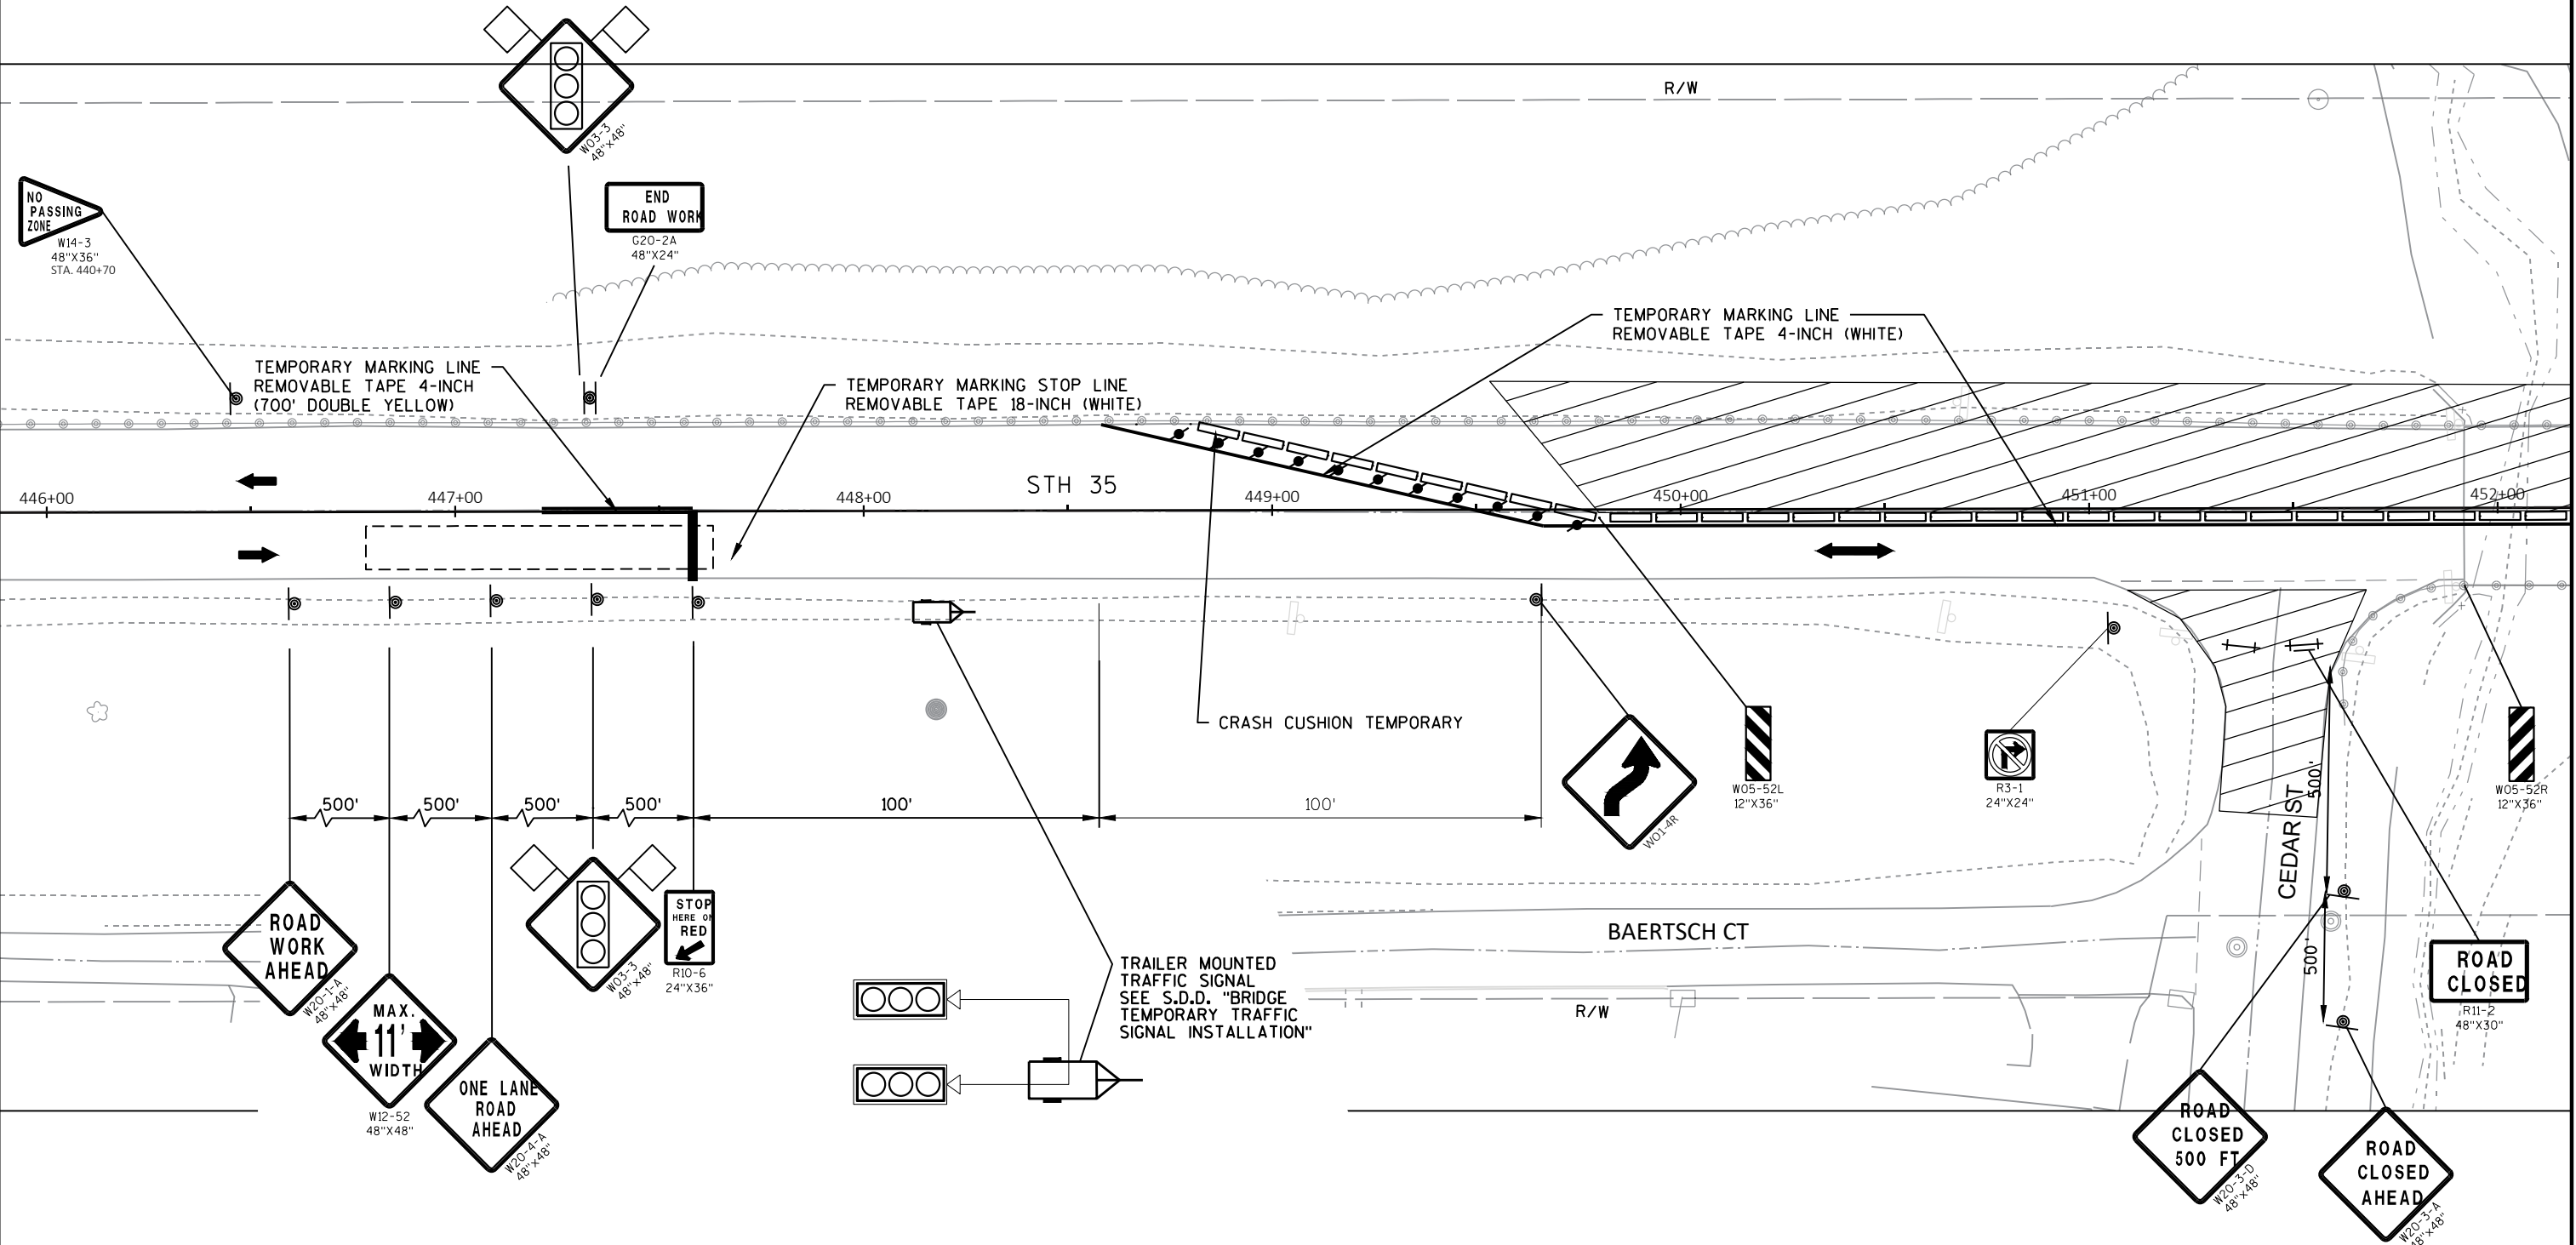 R/W
W03-3
48"X48"
NO
PASSING
ZONE
W14-3
48"X36"
STA. 440+70
END
ROAD WORK
G20-2A
48"X24"
TEMPORARY MARKING LINE
REMOVABLE TAPE 4-INCH (WHITE)
TEMPORARY MARKING LINE
REMOVABLE TAPE 4-INCH
(700' DOUBLE YELLOW)
TEMPORARY MARKING STOP LINE
REMOVABLE TAPE 18-INCH (WHITE)
STH 35
446+00
447+00
448+00
449+00
450+00
451+00
452+00
CRASH CUSHION TEMPORARY
W01-4R
W05-52L
12"X36"
R3-1
24"X24"
W05-52R
12"X36"
500'
500'
500'
500'
100'
100'
500'
CEDAR ST
500'
ROAD
WORK
AHEAD
W20-1-A
48"X48"
MAX.
11'
WIDTH
W12-52
48"X48"
ONE LANE
ROAD
AHEAD
W20-4-A
48"X48"
W03-3
48"X48"
STOP
HERE ON
RED
R10-6
24"X36"
TRAILER MOUNTED
TRAFFIC SIGNAL
SEE S.D.D. "BRIDGE
TEMPORARY TRAFFIC
SIGNAL INSTALLATION"
BAERTSCH CT
R/W
ROAD
CLOSED
R11-2
48"X30"
ROAD
CLOSED
500 FT
W20-3-D
48"X48"
ROAD
CLOSED
AHEAD
W20-3-A
48"X48"